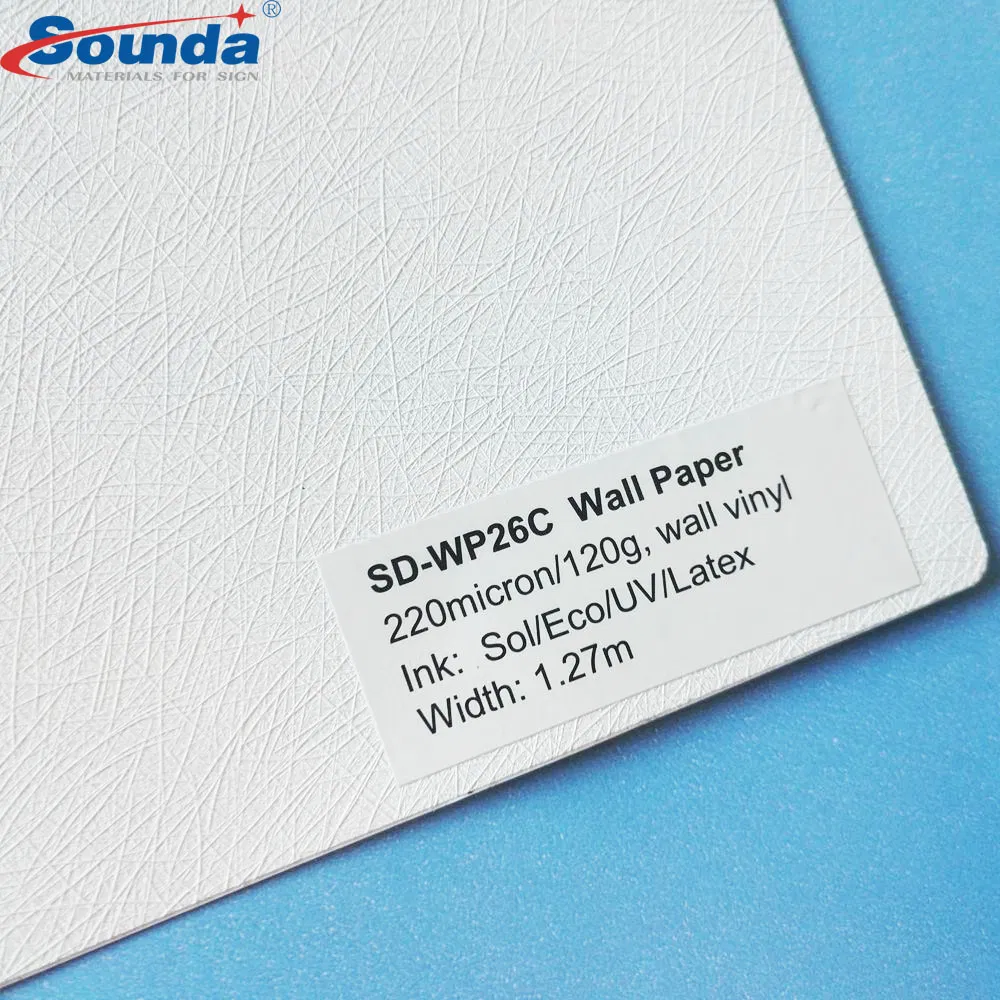 Sounda®
MATERIALS FOR SIGN
SD-WP26C Wall Paper
220micron/120g, wall vinyl
Ink: Sol/Eco/UV/Latex
Width: 1.27m